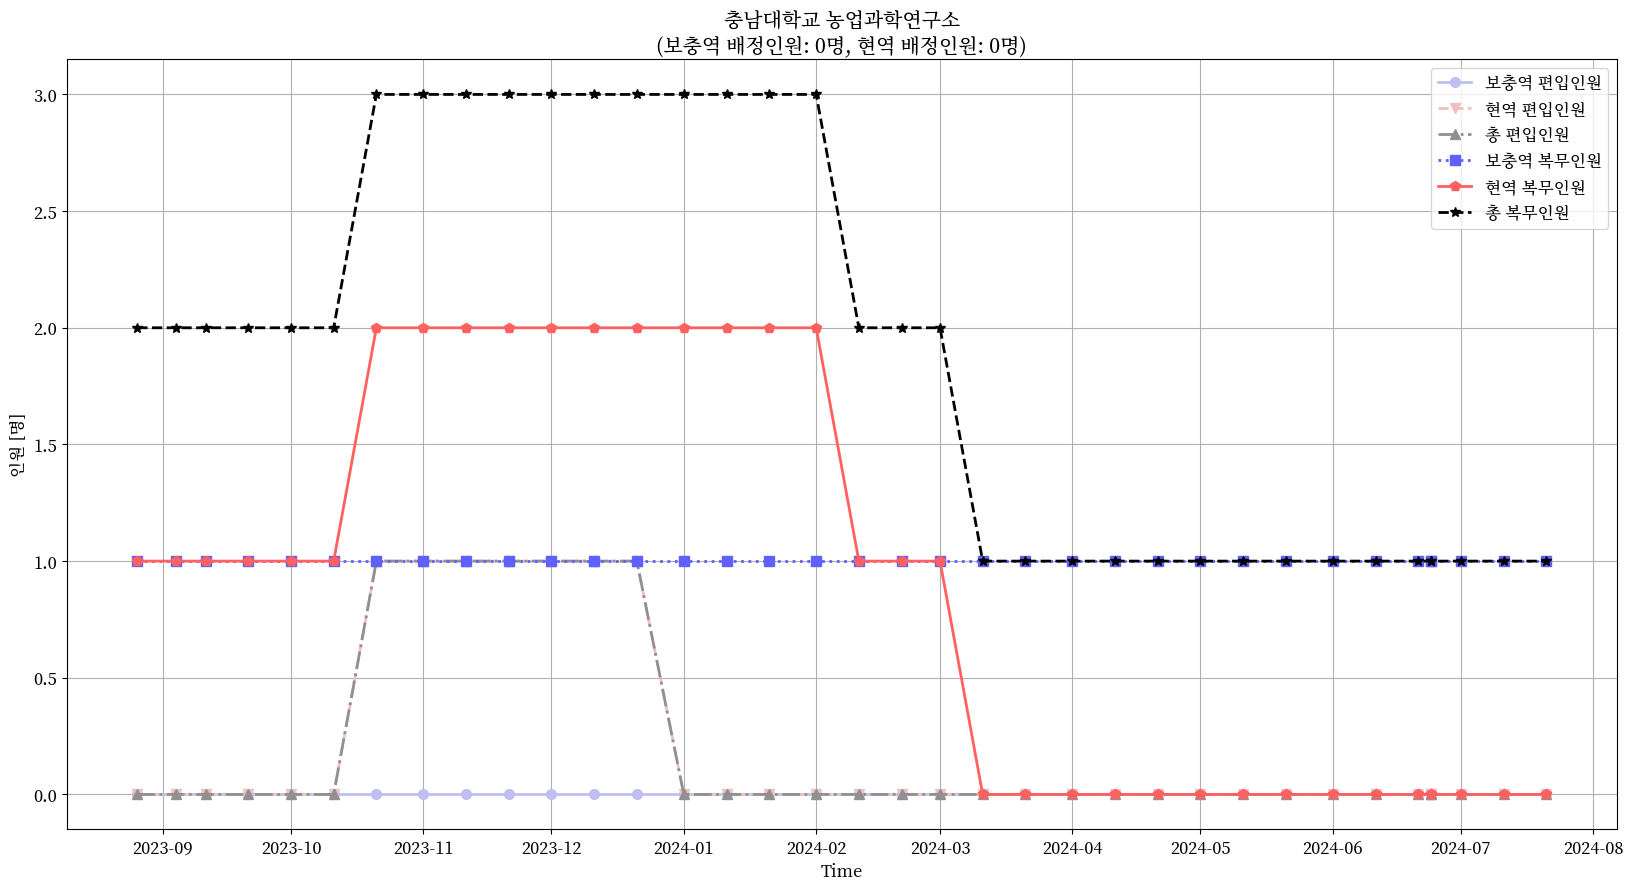 충남대학교 농업과학연구소
(보충역 배정인원: 0명, 현역 배정인원: 0명)
보충역 편입인원
현역 편입인원
총 편입인원
보충역 복무인원
현역 복무인원
총 복무인원
인원 [명]
3.0
2.5
2.0
1.5
1.0
0.5
0.0
2023-09
2023-10
2023-11
2023-12
2024-01
2024-02
2024-03
2024-04
2024-05
2024-06
2024-07
2024-08
Time